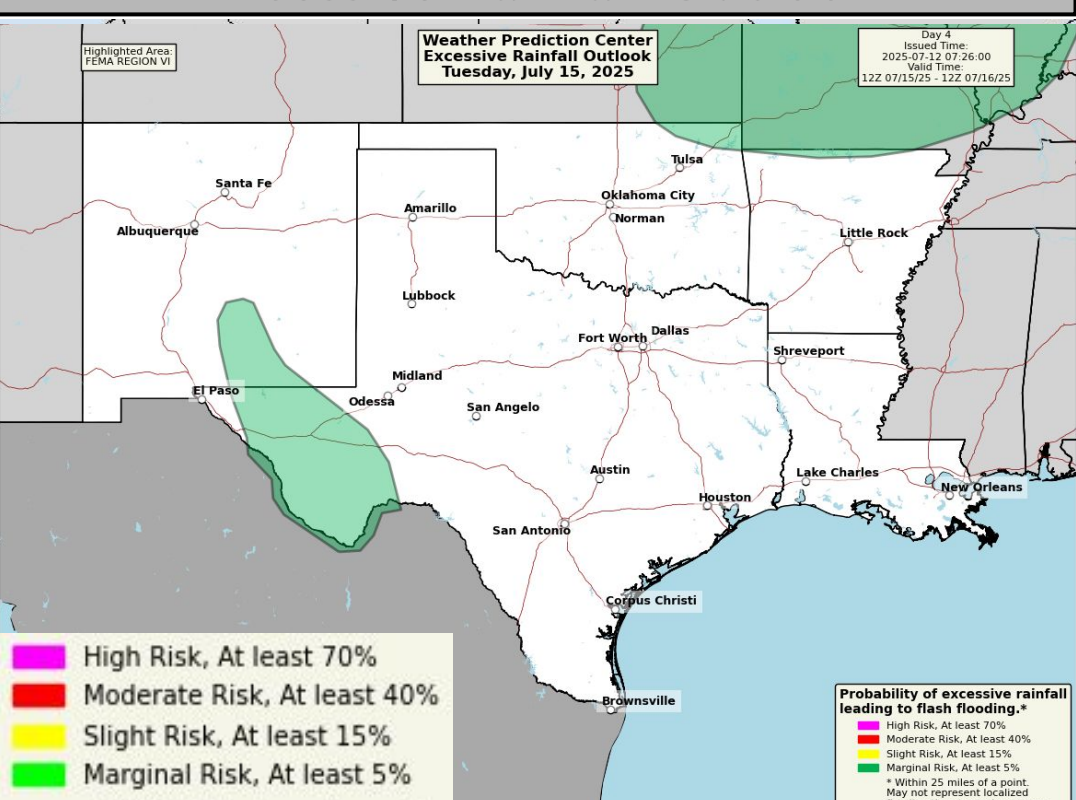 Highlighted Area:
FEMA REGION VI
Weather Prediction Center
Excessive Rainfall Outlook
Tuesday, July 15, 2025
Day 4
Issued Time:
2025-07-12 07:26:00
Valid Time:
12Z 07/15/25 - 12Z 07/16/25
Tulsa
Santa Fe
Oklahoma City
Amarillo
Norman
Albuquerque
Little Rock
Lubbock
Dallas
Fort Worth
Shreveport
Midland
El Paso
Odessa
San Angelo
Austin
Lake Charles
New Orleans
Houston
San Antonio
Corpus Christi
Brownsville
High Risk, At least 70%
Moderate Risk, At least 40%
Slight Risk, At least 15%
Marginal Risk, At least 5%
Probability of excessive rainfall
leading to flash flooding.*
High Risk, At least 70%
Moderate Risk, At least 40%
Slight Risk, At least 15%
Marginal Risk, At least 5%
* Within 25 miles of a point.
May not represent localized